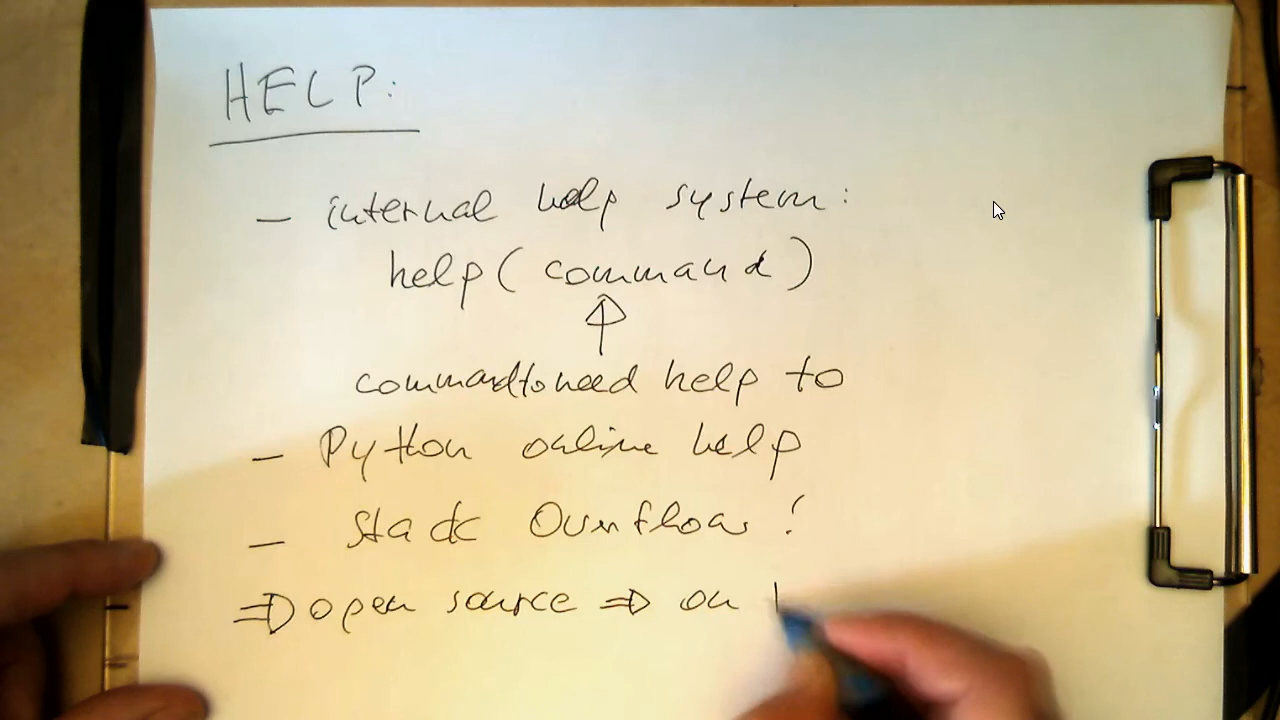 HELP:
- internal help system:
help(command)
command to need help to
- Python online help
- Stack Overflow!
⇒ open source ⇒ on